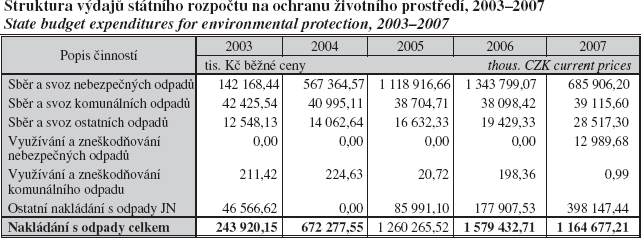 Struktura výdajů státního rozpočtu na ochranu životního prostředí, 2003–2007
State budget expenditures for environmental protection, 2003–2007
Popis činností 2003 2004 2005 2006 2007
tis. Kč běžné ceny thous. CZK current prices
Sběr a svoz nebezpečných odpadů 142 168,44 567 364,57 1 118 916,66 1 343 799,07 685 906,20
Sběr a svoz komunálních odpadů 42 425,54 40 995,11 38 704,71 38 098,42 39 115,60
Sběr a svoz ostatních odpadů 12 548,13 14 062,64 16 632,33 19 429,33 28 517,30
Využívání a zneškodňování 0,00 0,00 0,00 0,00 12 989,68
nebezpečných odpadů
Využívání a zneškodňování 211,42 224,63 20,72 198,36 0,99
komunálního odpadu
Ostatní nakládání s odpady JN 46 566,62 0,00 85 991,10 177 907,53 398 147,44
Nakládání s odpady celkem 243 920,15 672 277,55 1 260 265,52 1 579 432,71 1 164 677,21